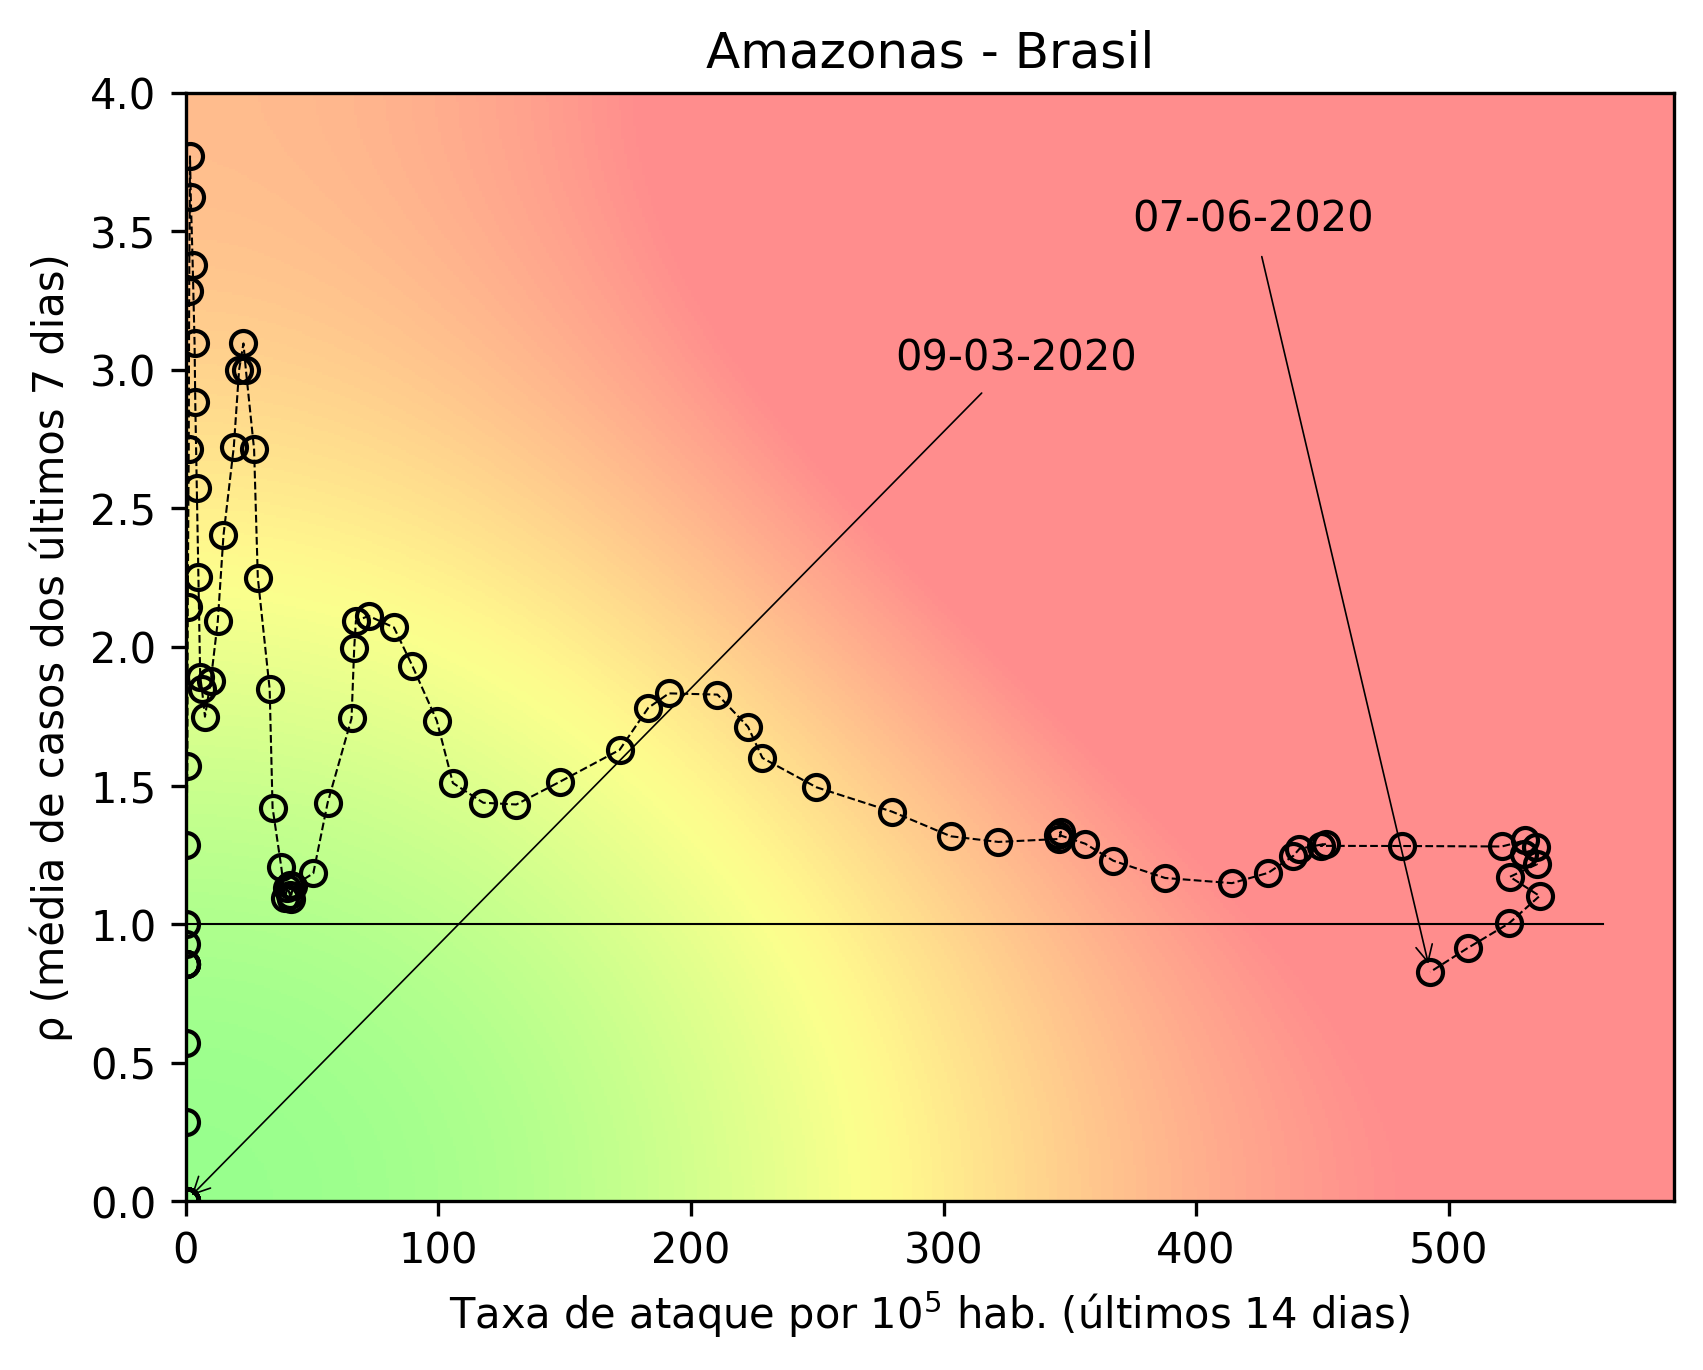 Amazonas - Brasil
4.0
3.5
3.0
2.5
2.0
1.5
1.0
0.5
0.0
ρ (média de casos dos últimos 7 dias)
07-06-2020
09-03-2020
0 100 200 300 400 500
Taxa de ataque por 10⁵ hab. (últimos 14 dias)